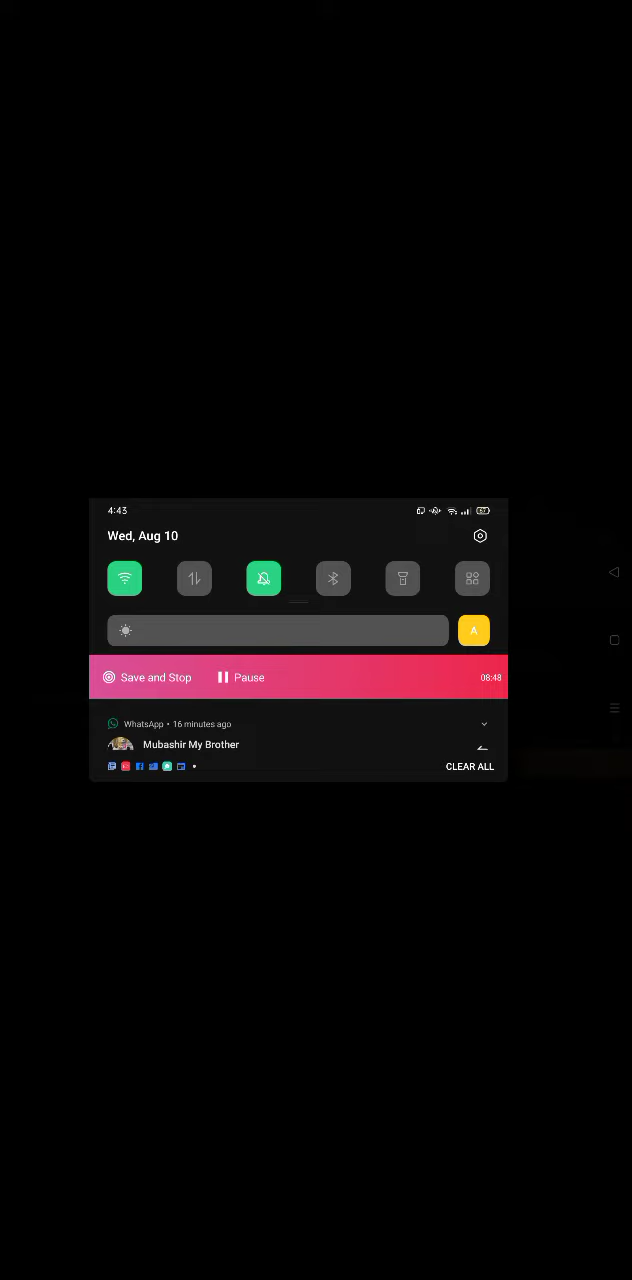 4:43 67
Wed, Aug 10
A
Save and Stop Pause 08:48
WhatsApp • 16 minutes ago
Mubashir My Brother
CLEAR ALL